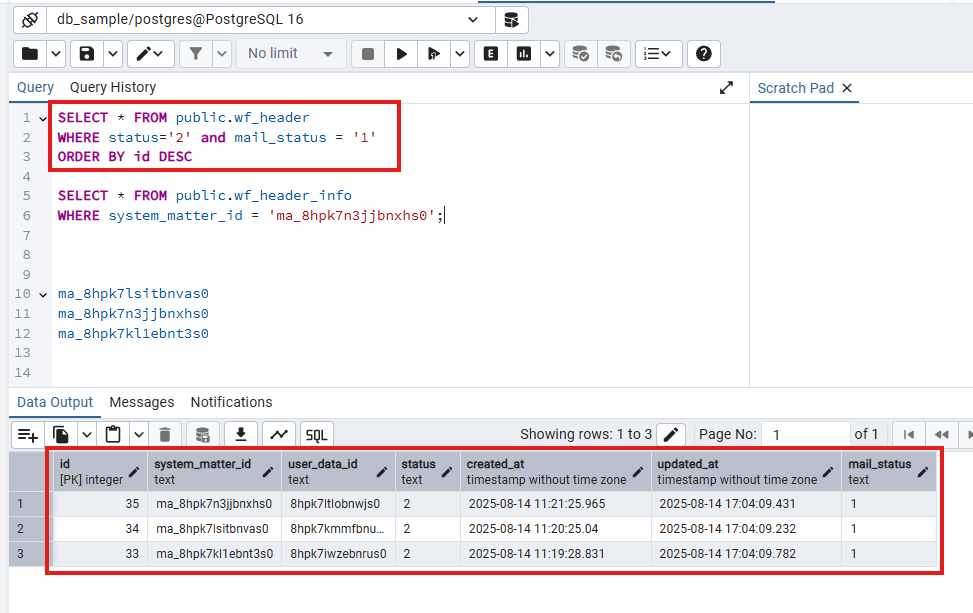 db_sample/postgres@PostgreSQL 16
No limit
E
Query Query History
Scratch Pad
1 SELECT * FROM public.wf_header
2 WHERE status='2' and mail_status = '1'
3 ORDER BY id DESC
4
5 SELECT * FROM public.wf_header_info
6 WHERE system_matter_id = 'ma_8hpk7n3jjbnxhs0';
7
8
9
10 ma_8hpk7lsitbnvas0
11 ma_8hpk7n3jjbnxhs0
12 ma_8hpk7kl1ebnt3s0
13
14
Data Output Messages Notifications
SQL Showing rows: 1 to 3 Page No: 1 of 1
id system_matter_id user_data_id status created_at updated_at mail_status
[PK] integer text text text timestamp without time zone timestamp without time zone text
1 35 ma_8hpk7n3jjbnxhs0 8hpk7ltlobnwjs0 2 2025-08-14 11:21:25.965 2025-08-14 17:04:09.431 1
2 34 ma_8hpk7lsitbnvas0 8hpk7kmmfbnu... 2 2025-08-14 11:20:25.04 2025-08-14 17:04:09.232 1
3 33 ma_8hpk7kl1ebnt3s0 8hpk7iwzebnrus0 2 2025-08-14 11:19:28.831 2025-08-14 17:04:09.782 1